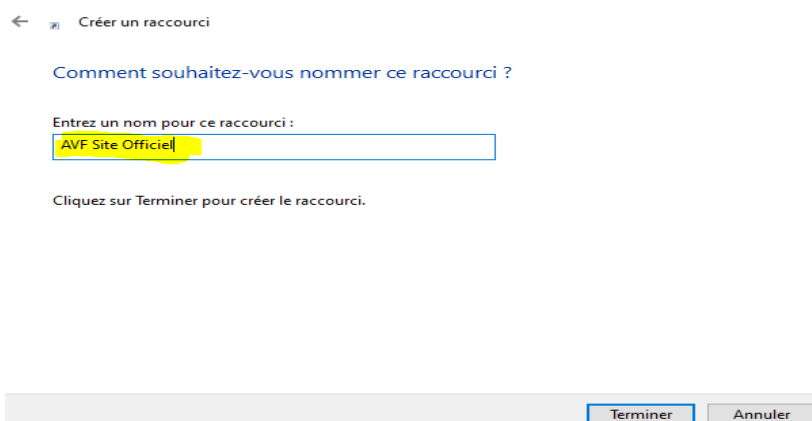 Créer un raccourci
Comment souhaitez-vous nommer ce raccourci ?
Entrez un nom pour ce raccourci :
AVF Site Officiel
Cliquez sur Terminer pour créer le raccourci.
Terminer Annuler